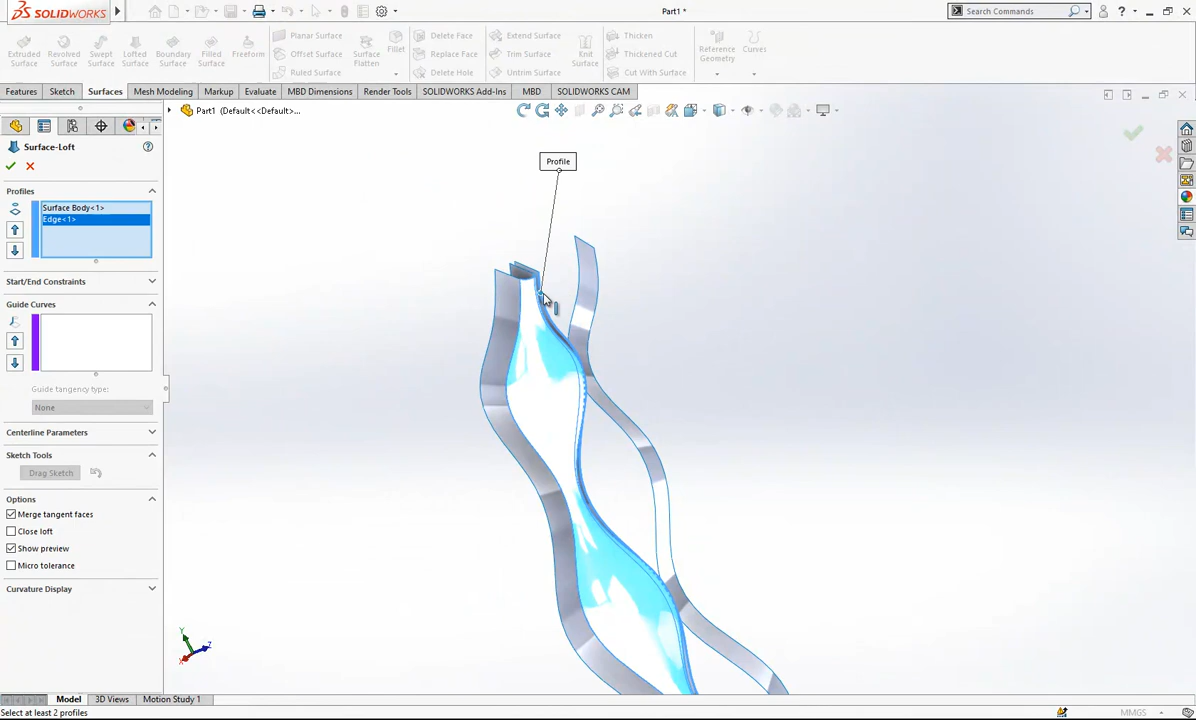 SOLIDWORKS
Part1 *
Search Commands
Extruded Surface
Revolved Surface
Swept Surface
Lofted Surface
Boundary Surface
Filled Surface
Freeform
Planar Surface
Offset Surface
Ruled Surface
Surface Flatten
Fillet
Delete Face
Replace Face
Delete Hole
Extend Surface
Trim Surface
Untrim Surface
Knit Surface
Thicken
Thickened Cut
Cut With Surface
Reference Geometry
Curves
Features
Sketch
Surfaces
Mesh Modeling
Markup
Evaluate
MBD Dimensions
Render Tools
SOLIDWORKS Add-Ins
MBD
SOLIDWORKS CAM
Part1 (Default<<Default>...
Surface-Loft
Profiles
Surface Body<1>
Edge<1>
Start/End Constraints
Guide Curves
Guide tangency type:
None
Centerline Parameters
Sketch Tools
Drag Sketch
Options
Merge tangent faces
Close loft
Show preview
Micro tolerance
Curvature Display
Profile
Y
Z
X
Model
3D Views
Motion Study 1
Select at least 2 profiles
MMGS